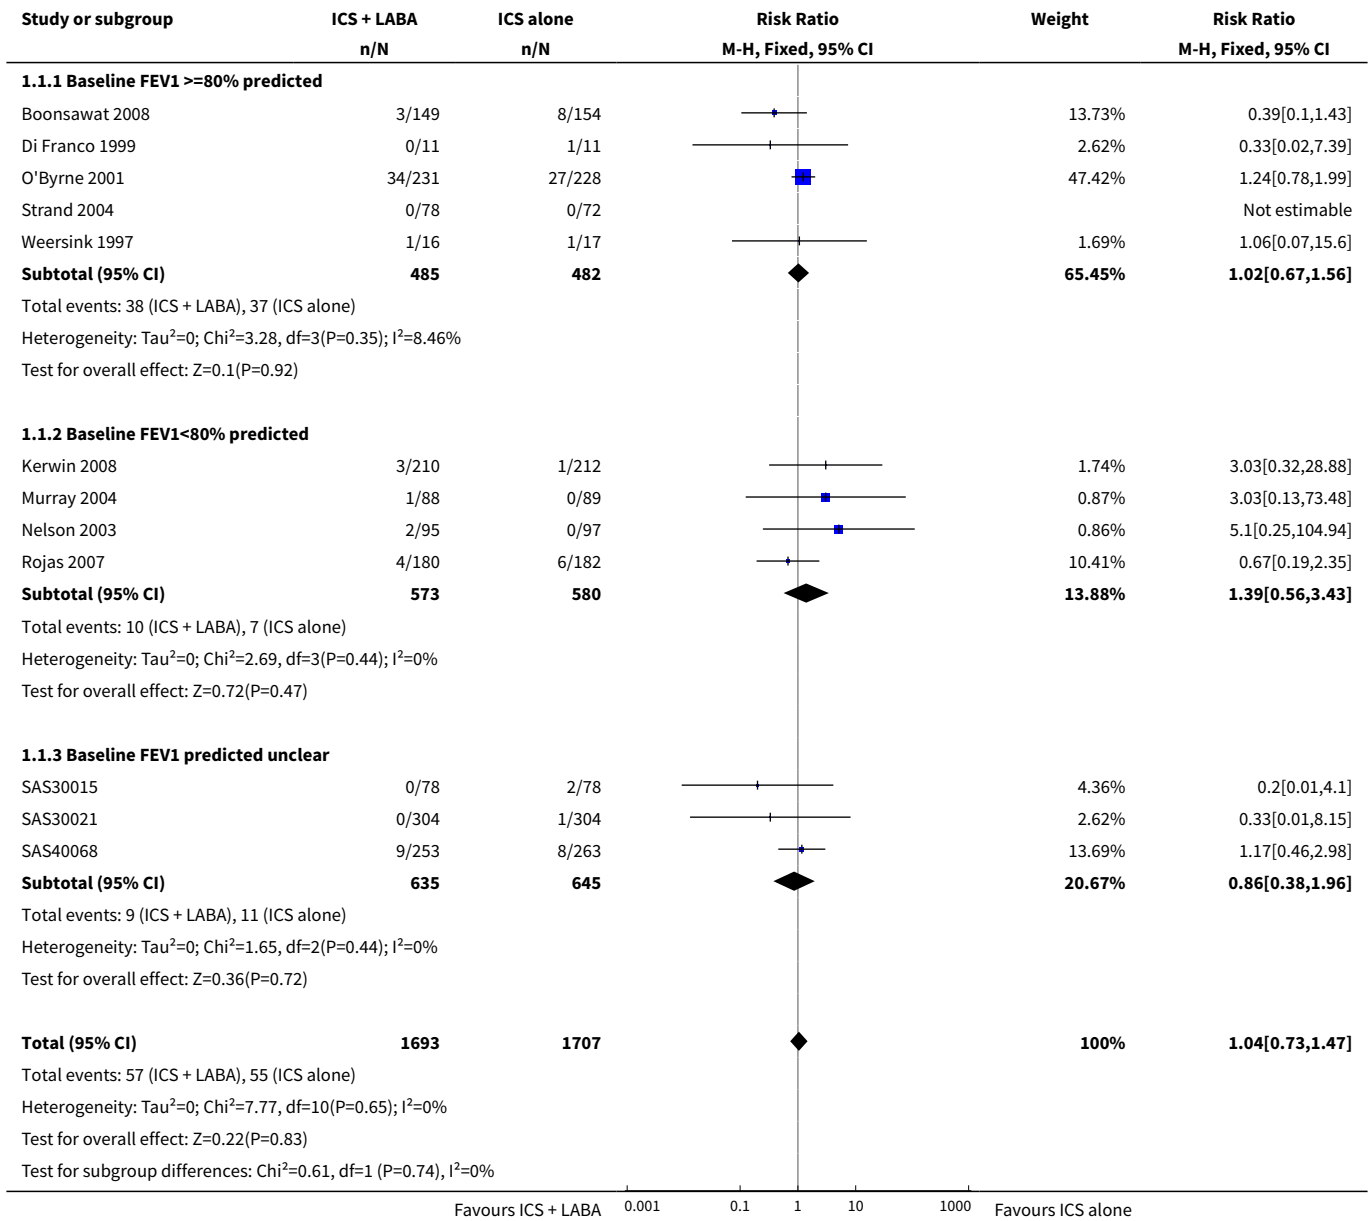 Study or subgroup ICS + LABA ICS alone Risk Ratio Weight Risk Ratio
n/N n/N M-H, Fixed, 95% CI M-H, Fixed, 95% CI
1.1.1 Baseline FEV1 >=80% predicted
Boonsawat 2008 3/149 8/154 13.73% 0.39[0.1,1.43]
Di Franco 1999 0/11 1/11 2.62% 0.33[0.02,7.39]
O'Byrne 2001 34/231 27/228 47.42% 1.24[0.78,1.99]
Strand 2004 0/78 0/72 Not estimable
Weersink 1997 1/16 1/17 1.69% 1.06[0.07,15.6]
Subtotal (95% CI) 485 482 65.45% 1.02[0.67,1.56]
Total events: 38 (ICS + LABA), 37 (ICS alone)
Heterogeneity: Tau²=0; Chi²=3.28, df=3(P=0.35); I²=8.46%
Test for overall effect: Z=0.1(P=0.92)
1.1.2 Baseline FEV1<80% predicted
Kerwin 2008 3/210 1/212 1.74% 3.03[0.32,28.88]
Murray 2004 1/88 0/89 0.87% 3.03[0.13,73.48]
Nelson 2003 2/95 0/97 0.86% 5.1[0.25,104.94]
Rojas 2007 4/180 6/182 10.41% 0.67[0.19,2.35]
Subtotal (95% CI) 573 580 13.88% 1.39[0.56,3.43]
Total events: 10 (ICS + LABA), 7 (ICS alone)
Heterogeneity: Tau²=0; Chi²=2.69, df=3(P=0.44); I²=0%
Test for overall effect: Z=0.72(P=0.47)
1.1.3 Baseline FEV1 predicted unclear
SAS30015 0/78 2/78 4.36% 0.2[0.01,4.1]
SAS30021 0/304 1/304 2.62% 0.33[0.01,8.15]
SAS40068 9/253 8/263 13.69% 1.17[0.46,2.98]
Subtotal (95% CI) 635 645 20.67% 0.86[0.38,1.96]
Total events: 9 (ICS + LABA), 11 (ICS alone)
Heterogeneity: Tau²=0; Chi²=1.65, df=2(P=0.44); I²=0%
Test for overall effect: Z=0.36(P=0.72)
Total (95% CI) 1693 1707 100% 1.04[0.73,1.47]
Total events: 57 (ICS + LABA), 55 (ICS alone)
Heterogeneity: Tau²=0; Chi²=7.77, df=10(P=0.65); I²=0%
Test for overall effect: Z=0.22(P=0.83)
Test for subgroup differences: Chi²=0.61, df=1 (P=0.74), I²=0%
Favours ICS + LABA 0.001 0.1 1 10 1000 Favours ICS alone